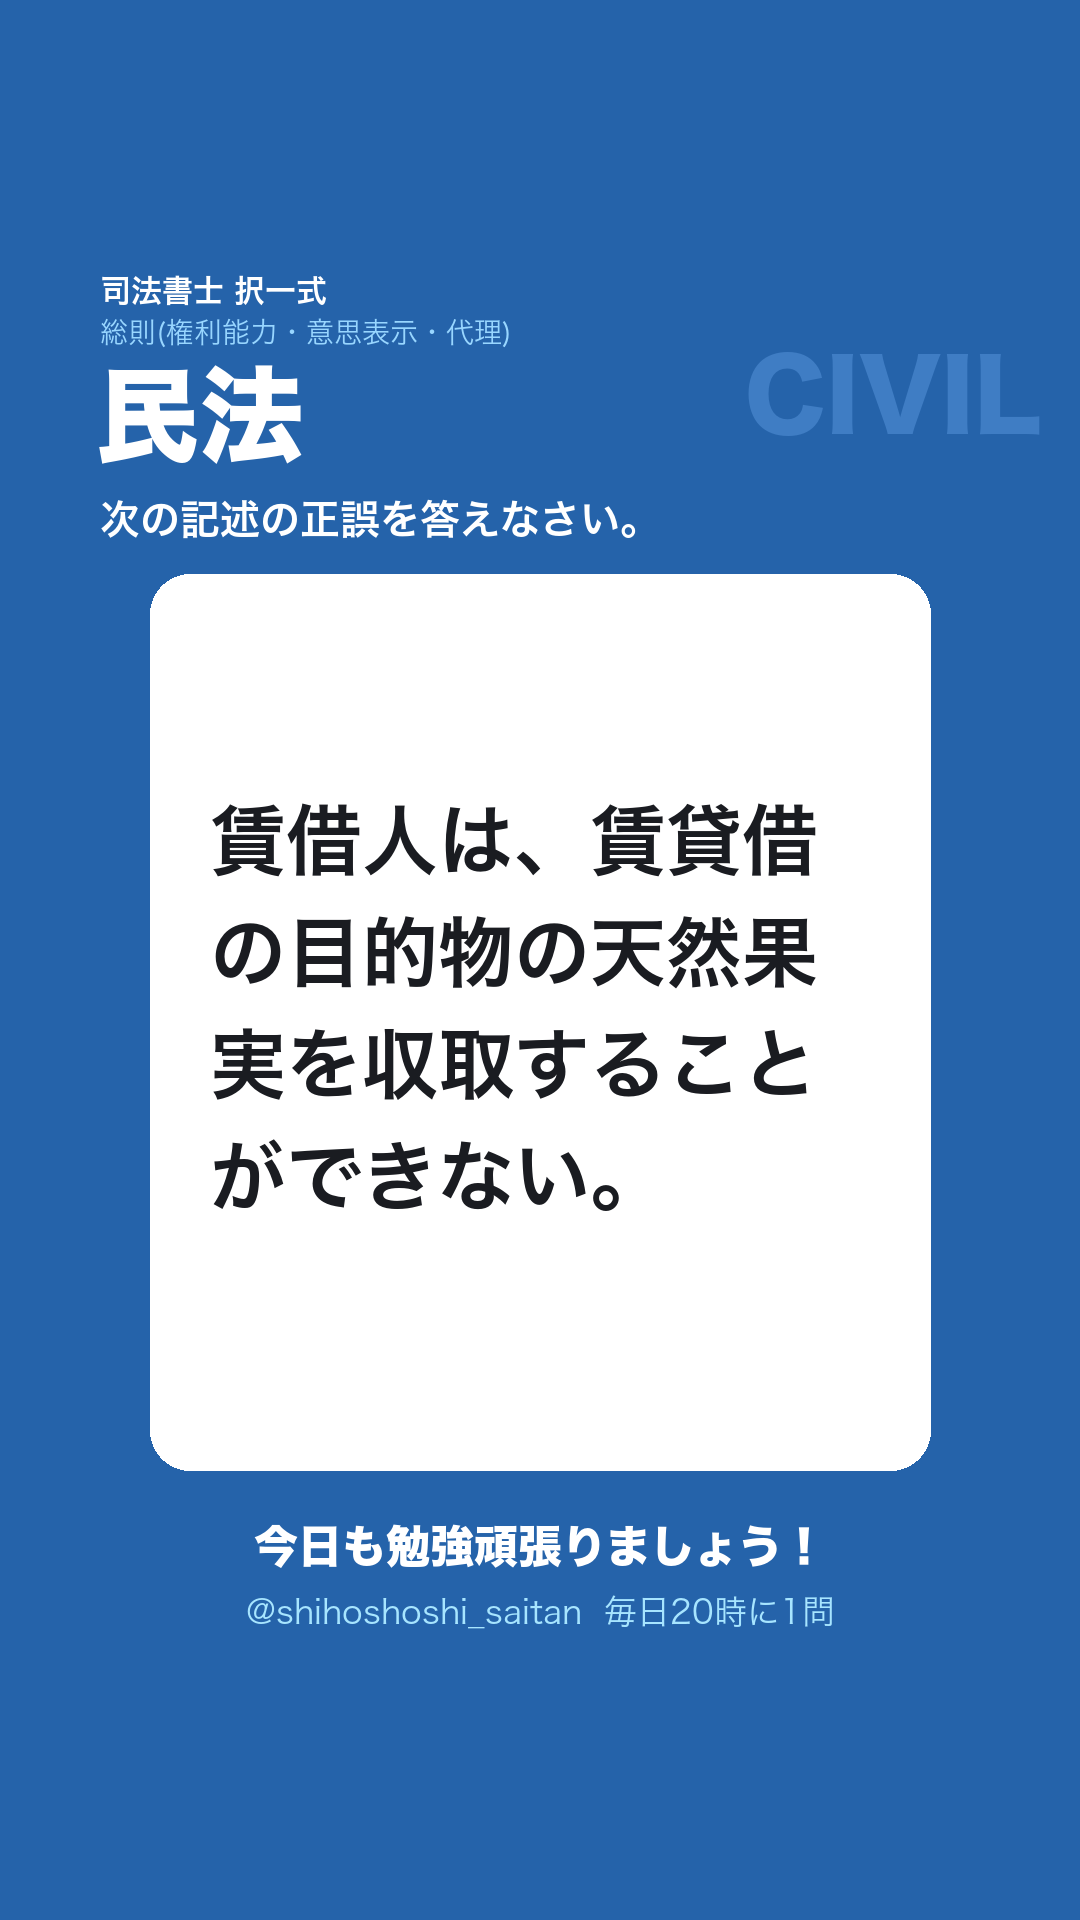 司法書士 択一式
総則(権利能力・意思表示・代理)
民法
CIVIL
次の記述の正誤を答えなさい。
賃借人は、賃貸借
の目的物の天然果
実を収取すること
ができない。
今日も勉強頑張りましょう！
@shihoshoshi_saitan 毎日20時に1問